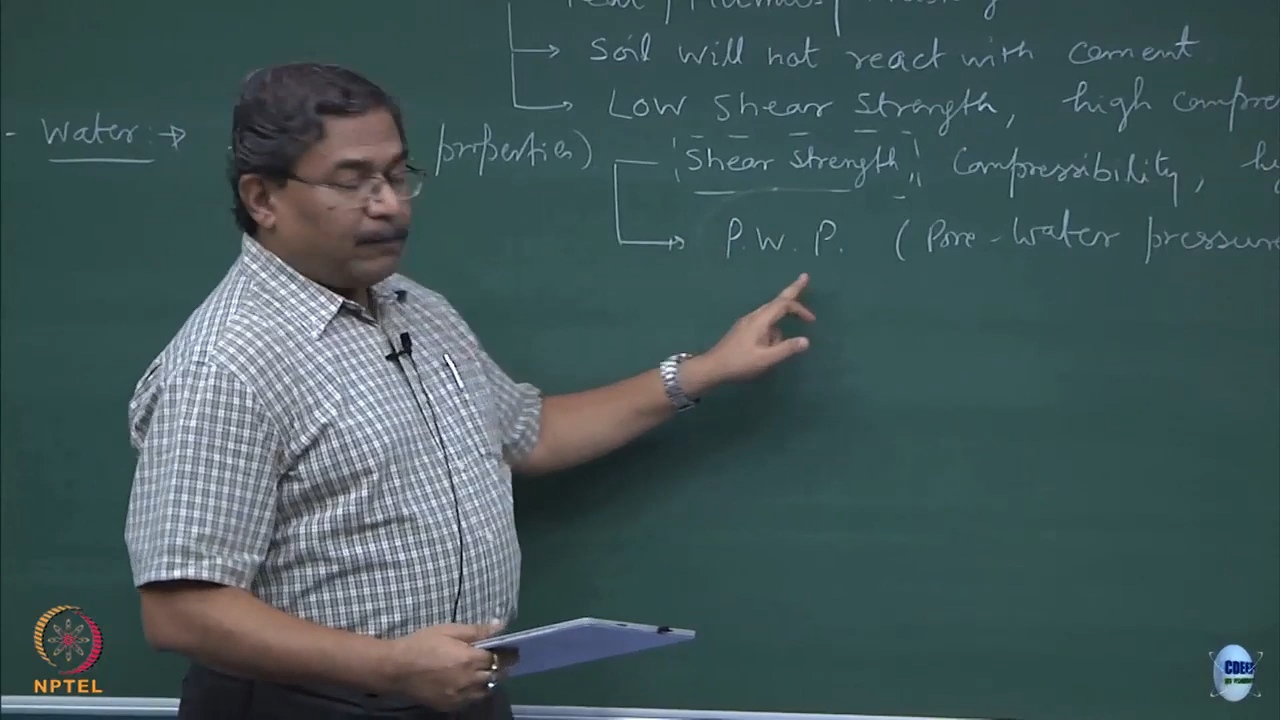 Soil will not react with cement
Low shear strength, high compre
- Water:→
properties) Shear strength, Compressibility,
→ P.W.P. (Pore-Water pressure
NPTEL
CDEEP